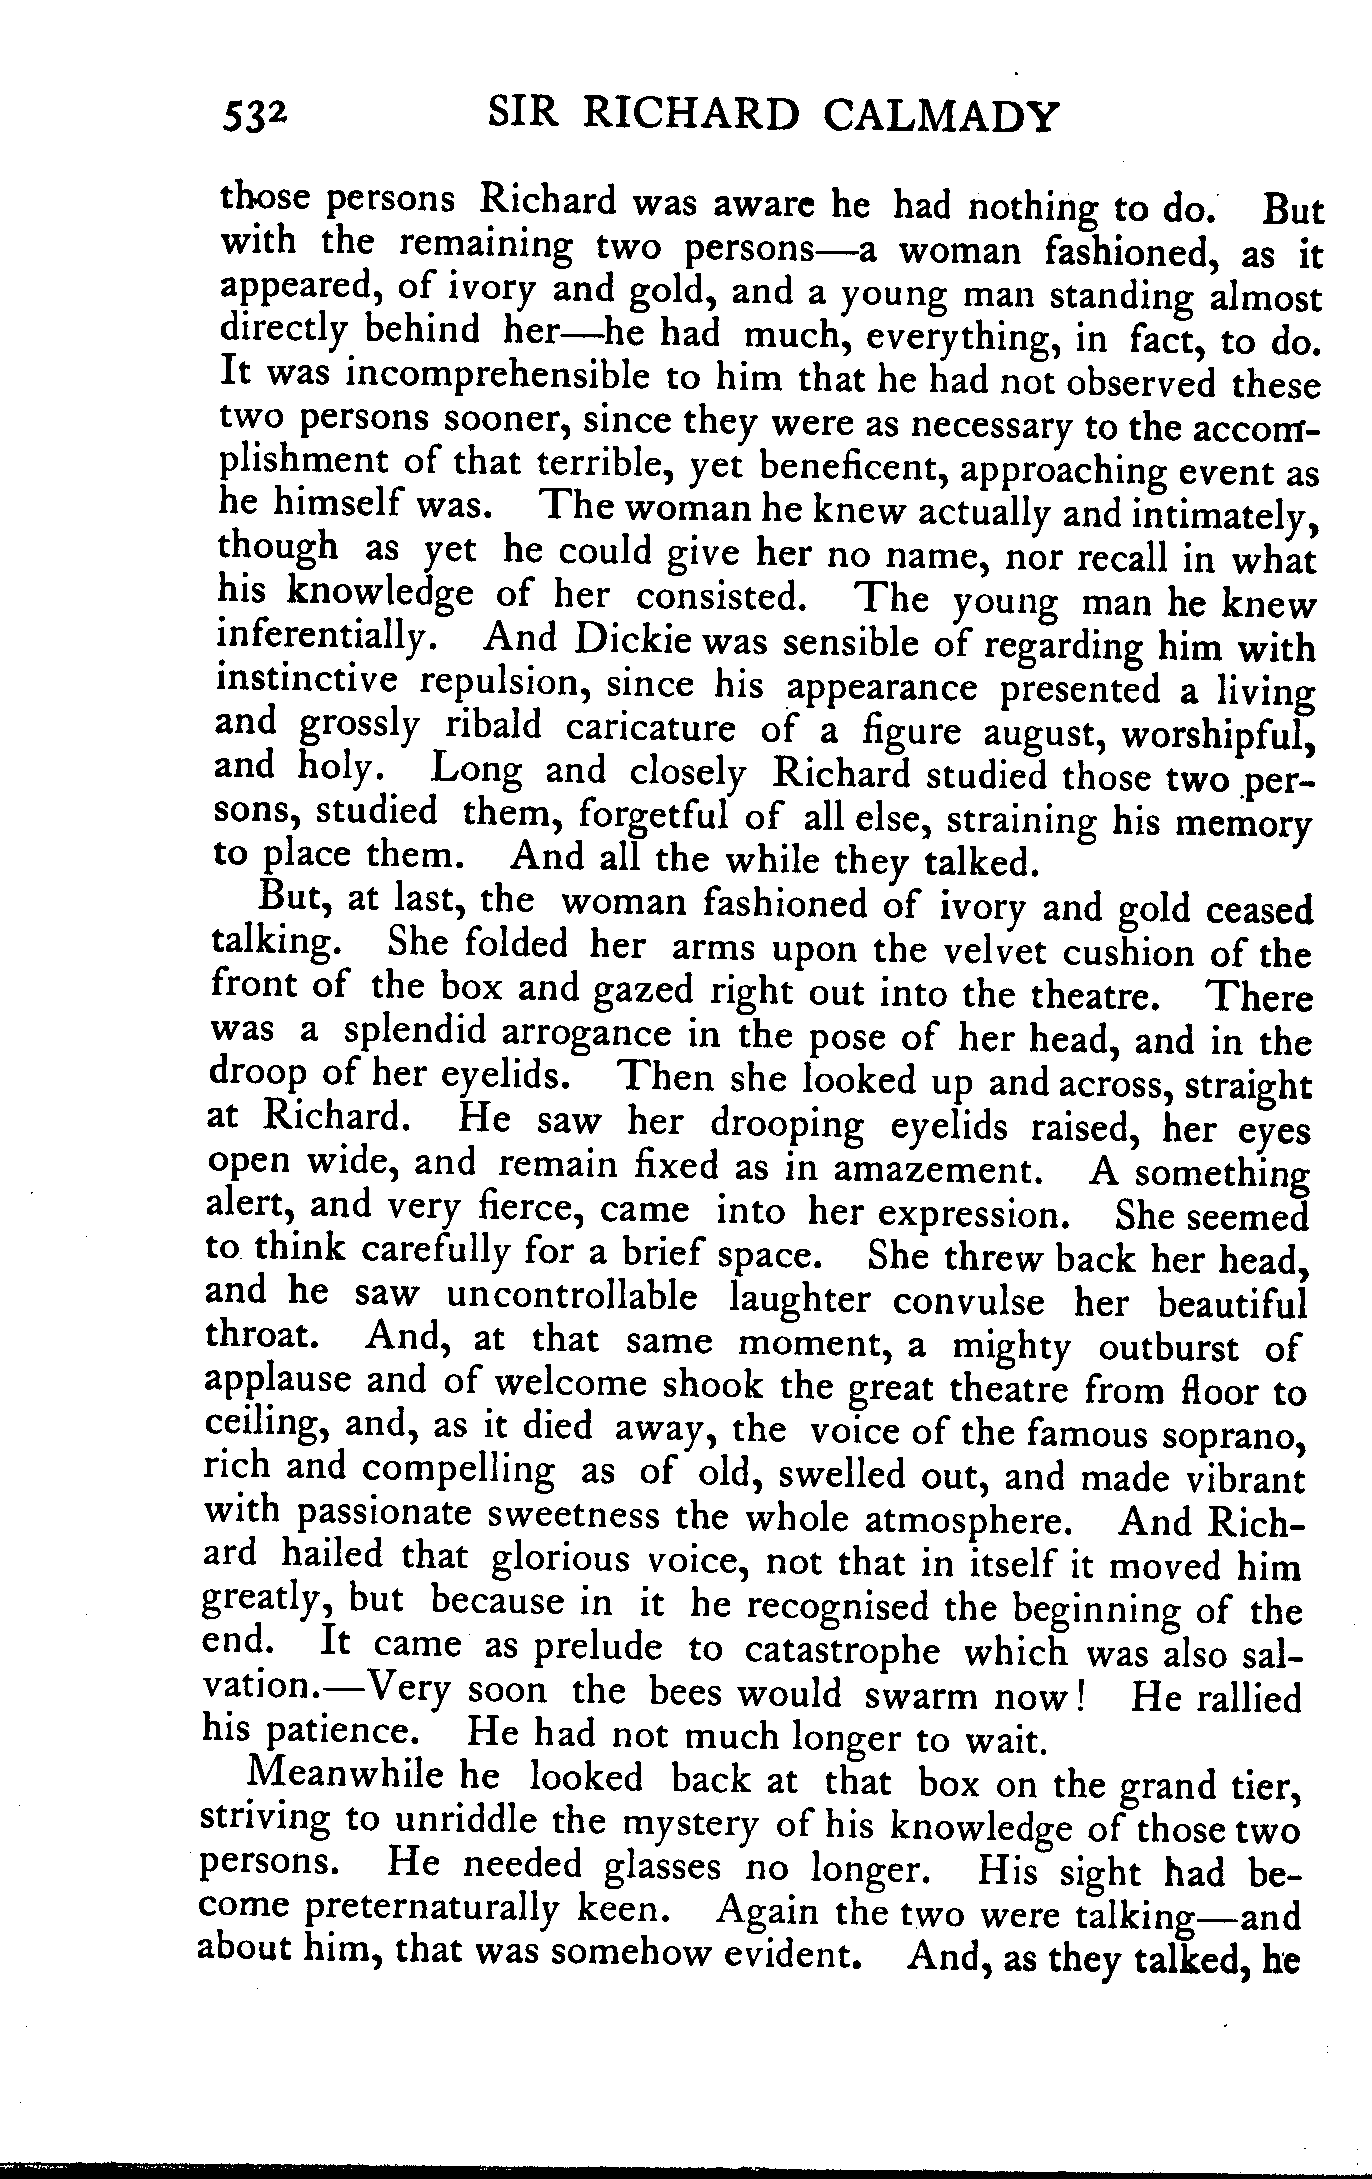 532 SIR RICHARD CALMADY
those persons Richard was aware he had nothing to do. But
with the remaining two persons—a woman fashioned, as it
appeared, of ivory and gold, and a young man standing almost
directly behind her—he had much, everything, in fact, to do.
It was incomprehensible to him that he had not observed these
two persons sooner, since they were as necessary to the accom-
plishment of that terrible, yet beneficent, approaching event as
he himself was. The woman he knew actually and intimately,
though as yet he could give her no name, nor recall in what
his knowledge of her consisted. The young man he knew
inferentially. And Dickie was sensible of regarding him with
instinctive repulsion, since his appearance presented a living
and grossly ribald caricature of a figure august, worshipful,
and holy. Long and closely Richard studied those two per-
sons, studied them, forgetful of all else, straining his memory
to place them. And all the while they talked.
But, at last, the woman fashioned of ivory and gold ceased
talking. She folded her arms upon the velvet cushion of the
front of the box and gazed right out into the theatre. There
was a splendid arrogance in the pose of her head, and in the
droop of her eyelids. Then she looked up and across, straight
at Richard. He saw her drooping eyelids raised, her eyes
open wide, and remain fixed as in amazement. A something
alert, and very fierce, came into her expression. She seemed
to think carefully for a brief space. She threw back her head,
and he saw uncontrollable laughter convulse her beautiful
throat. And, at that same moment, a mighty outburst of
applause and of welcome shook the great theatre from floor to
ceiling, and, as it died away, the voice of the famous soprano,
rich and compelling as of old, swelled out, and made vibrant
with passionate sweetness the whole atmosphere. And Rich-
ard hailed that glorious voice, not that in itself it moved him
greatly, but because in it he recognised the beginning of the
end. It came as prelude to catastrophe which was also sal-
vation.—Very soon the bees would swarm now! He rallied
his patience. He had not much longer to wait.
Meanwhile he looked back at that box on the grand tier,
striving to unriddle the mystery of his knowledge of those two
persons. He needed glasses no longer. His sight had be-
come preternaturally keen. Again the two were talking—and
about him, that was somehow evident. And, as they talked, he